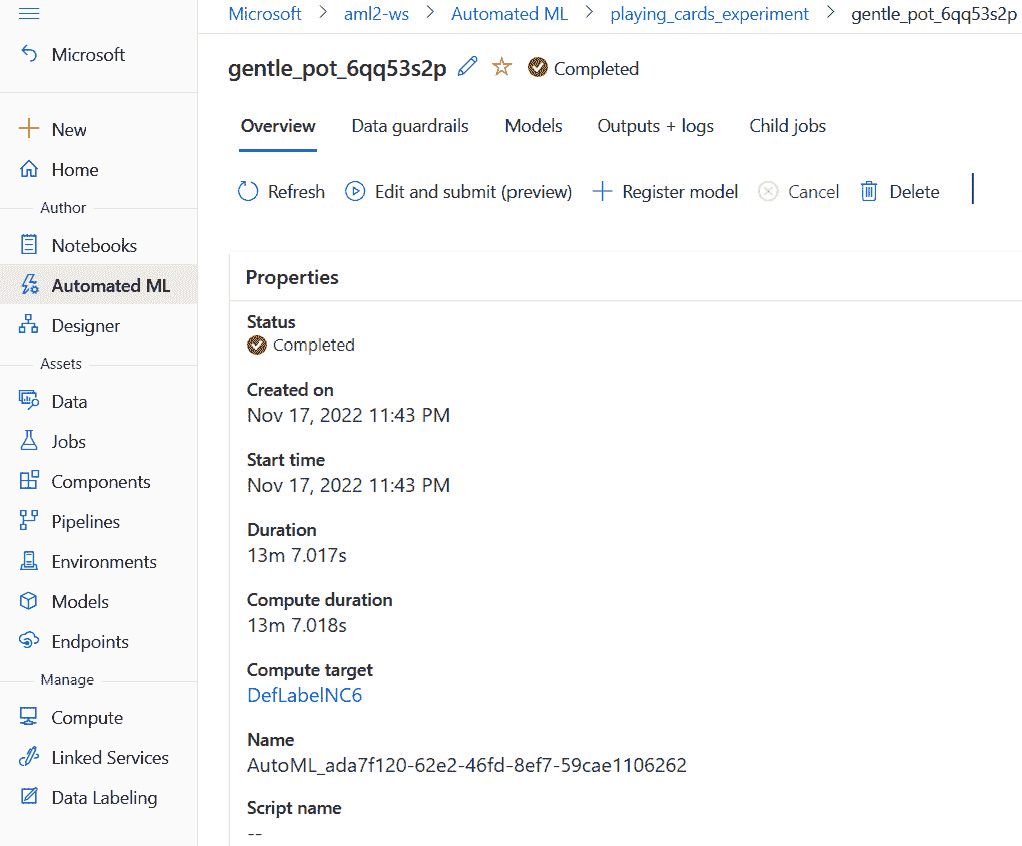 Microsoft > aml2-ws > Automated ML > playing_cards_experiment > gentle_pot_6qq53s2p
Microsoft
New
Home
Author
Notebooks
Automated ML
Designer
Assets
Data
Jobs
Components
Pipelines
Environments
Models
Endpoints
Manage
Compute
Linked Services
Data Labeling
gentle_pot_6qq53s2p Completed
Overview Data guardrails Models Outputs + logs Child jobs
Refresh Edit and submit (preview) Register model Cancel Delete
Properties
Status
Completed
Created on
Nov 17, 2022 11:43 PM
Start time
Nov 17, 2022 11:43 PM
Duration
13m 7.017s
Compute duration
13m 7.018s
Compute target
DefLabelNC6
Name
AutoML_ada7f120-62e2-46fd-8ef7-59cae1106262
Script name
--